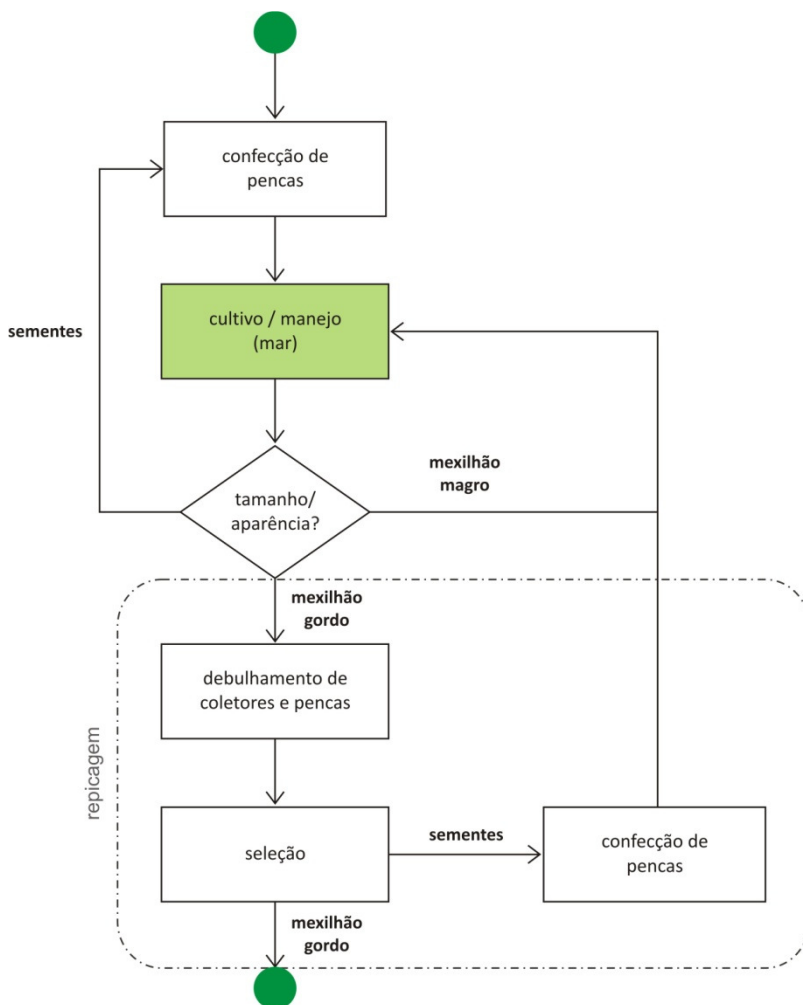 confecção de
pencas
sementes
cultivo / manejo
(mar)
mexilhão
magro
tamanho/
aparência?
mexilhão
gordo
debulhamento de
coletores e pencas
repicagem
seleção
sementes
confecção de
pencas
mexilhão
gordo